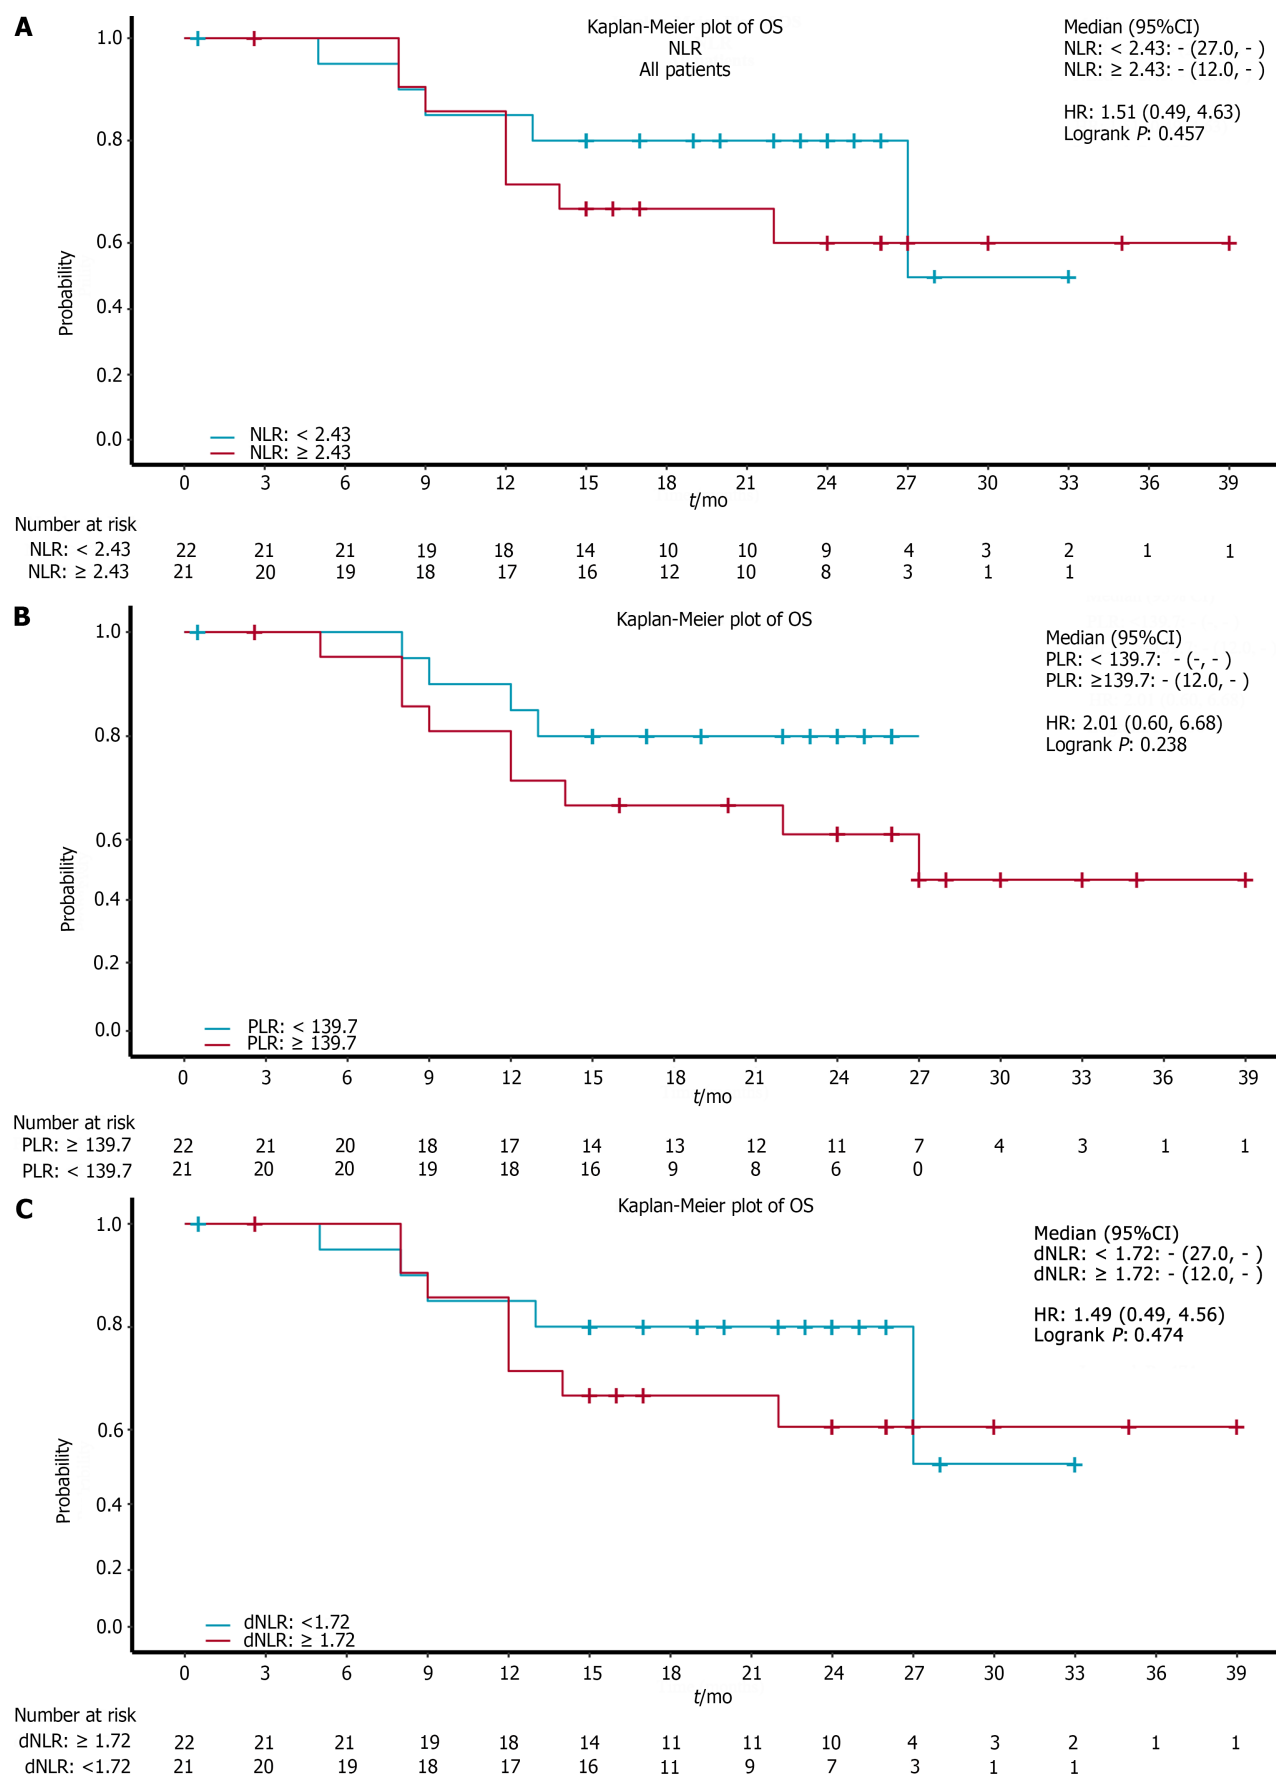 A
Kaplan-Meier plot of OS
NLR
All patients
Median (95%CI)
NLR: < 2.43: - (27.0, - )
NLR: ≥ 2.43: - (12.0, - )
HR: 1.51 (0.49, 4.63)
Logrank P: 0.457
1.0
0.8
0.6
0.4
0.2
0.0
Probability
NLR: < 2.43
NLR: ≥ 2.43
0 3 6 9 12 15 18 21 24 27 30 33 36 39
t/mo
Number at risk
NLR: < 2.43 22 21 21 19 18 14 10 10 9 4 3 2 1 1
NLR: ≥ 2.43 21 20 19 18 17 16 12 10 8 3 1 1
B
Kaplan-Meier plot of OS
Median (95%CI)
PLR: < 139.7: - (-, - )
PLR: ≥139.7: - (12.0, - )
HR: 2.01 (0.60, 6.68)
Logrank P: 0.238
1.0
0.8
0.6
0.4
0.2
0.0
Probability
PLR: < 139.7
PLR: ≥ 139.7
0 3 6 9 12 15 18 21 24 27 30 33 36 39
t/mo
Number at risk
PLR: ≥ 139.7 22 21 20 18 17 14 13 12 11 7 4 3 1 1
PLR: < 139.7 21 20 20 19 18 16 9 8 6 0
C
Kaplan-Meier plot of OS
Median (95%CI)
dNLR: < 1.72: - (27.0, - )
dNLR: ≥ 1.72: - (12.0, - )
HR: 1.49 (0.49, 4.56)
Logrank P: 0.474
1.0
0.8
0.6
0.4
0.2
0.0
Probability
dNLR: <1.72
dNLR: ≥ 1.72
0 3 6 9 12 15 18 21 24 27 30 33 36 39
t/mo
Number at risk
dNLR: ≥ 1.72 22 21 21 19 18 14 11 11 10 4 3 2 1 1
dNLR: <1.72 21 20 19 18 17 16 11 9 7 3 1 1